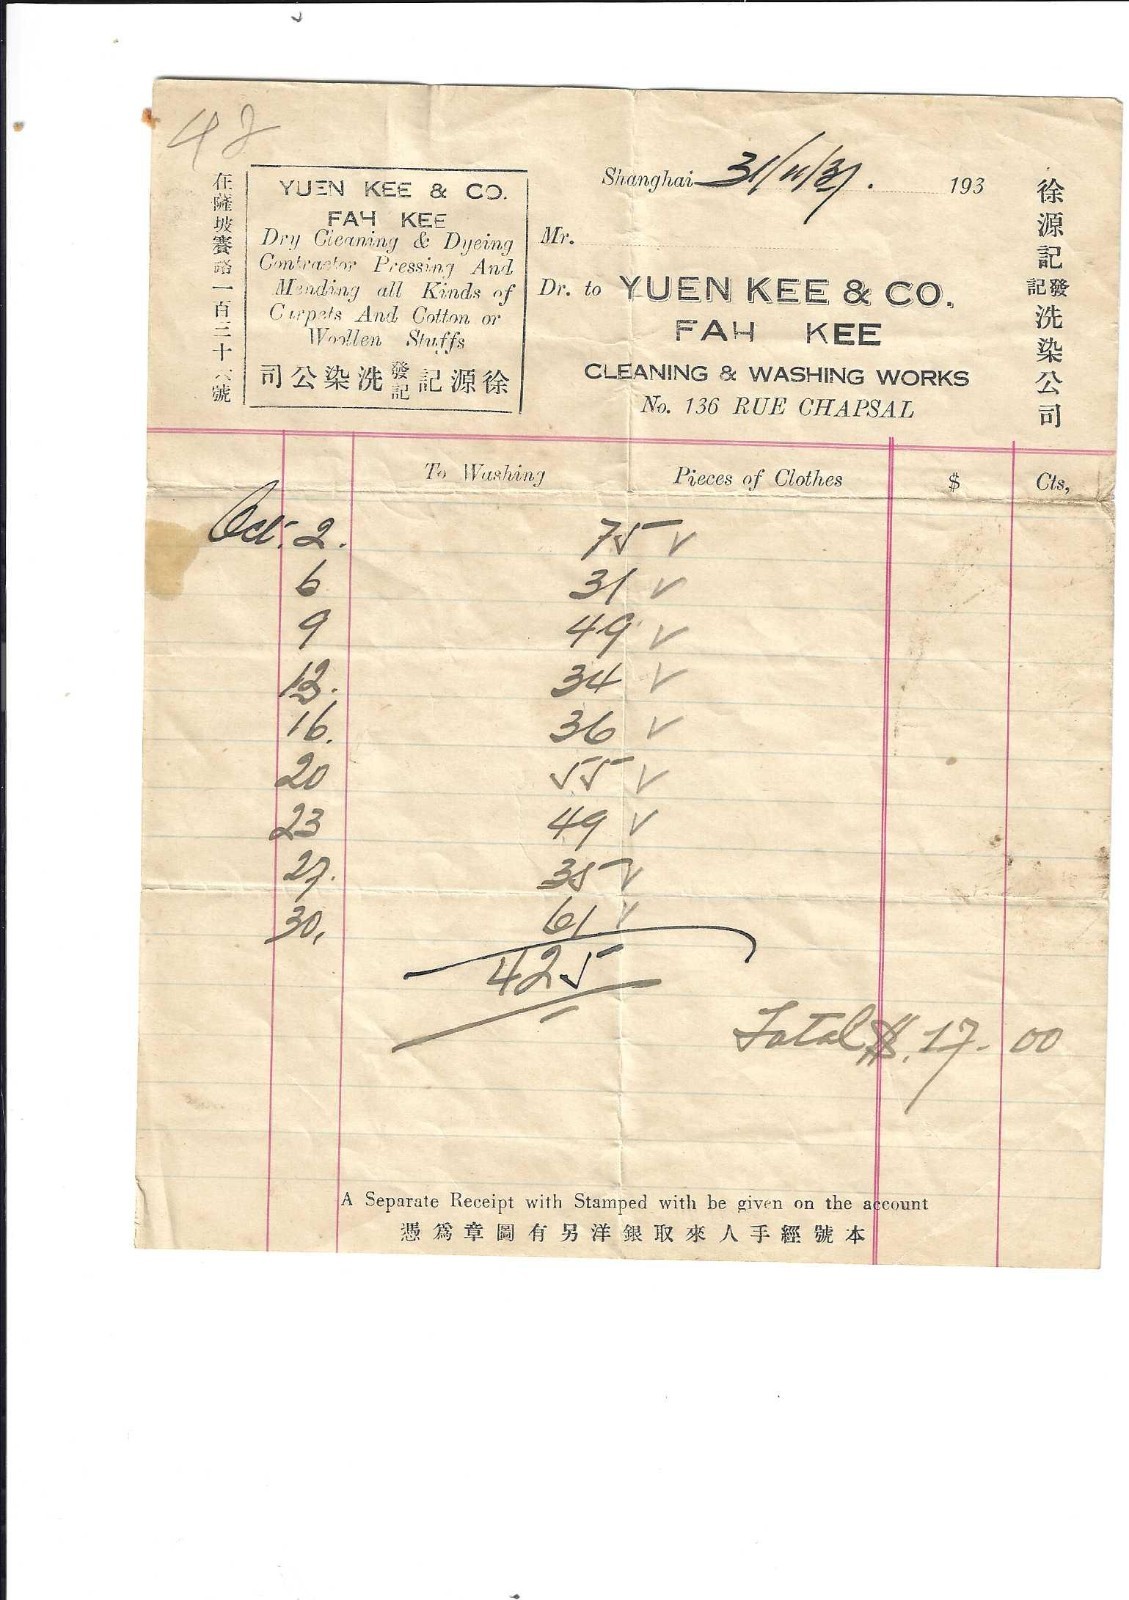 42
Shanghai 31/11/37. 193
Mr.
Dr. to YUEN KEE & CO.
FAH KEE
CLEANING & WASHING WORKS
No. 136 RUE CHAPSAL
徐源記發記洗染公司
YUEN KEE & CO.
FAH KEE
Dry Cleaning & Dyeing
Contractor Pressing And
Mending all Kinds of
Carpets And Cotton or
Woollen Stuffs
徐源記發記洗染公司
在薩坡賽路一百三十六號
To Washing Pieces of Clothes $ Cts,
Oct. 2. 75 ✓
6 31 ✓
9 49 ✓
12. 34 ✓
16. 36 ✓
20 55 ✓
23 49 ✓
27. 35 ✓
30. 61 ✓
425
Total $. 17. 00
A Separate Receipt with Stamped with be given on the account
本號經手人來取銀洋另有圖章爲憑